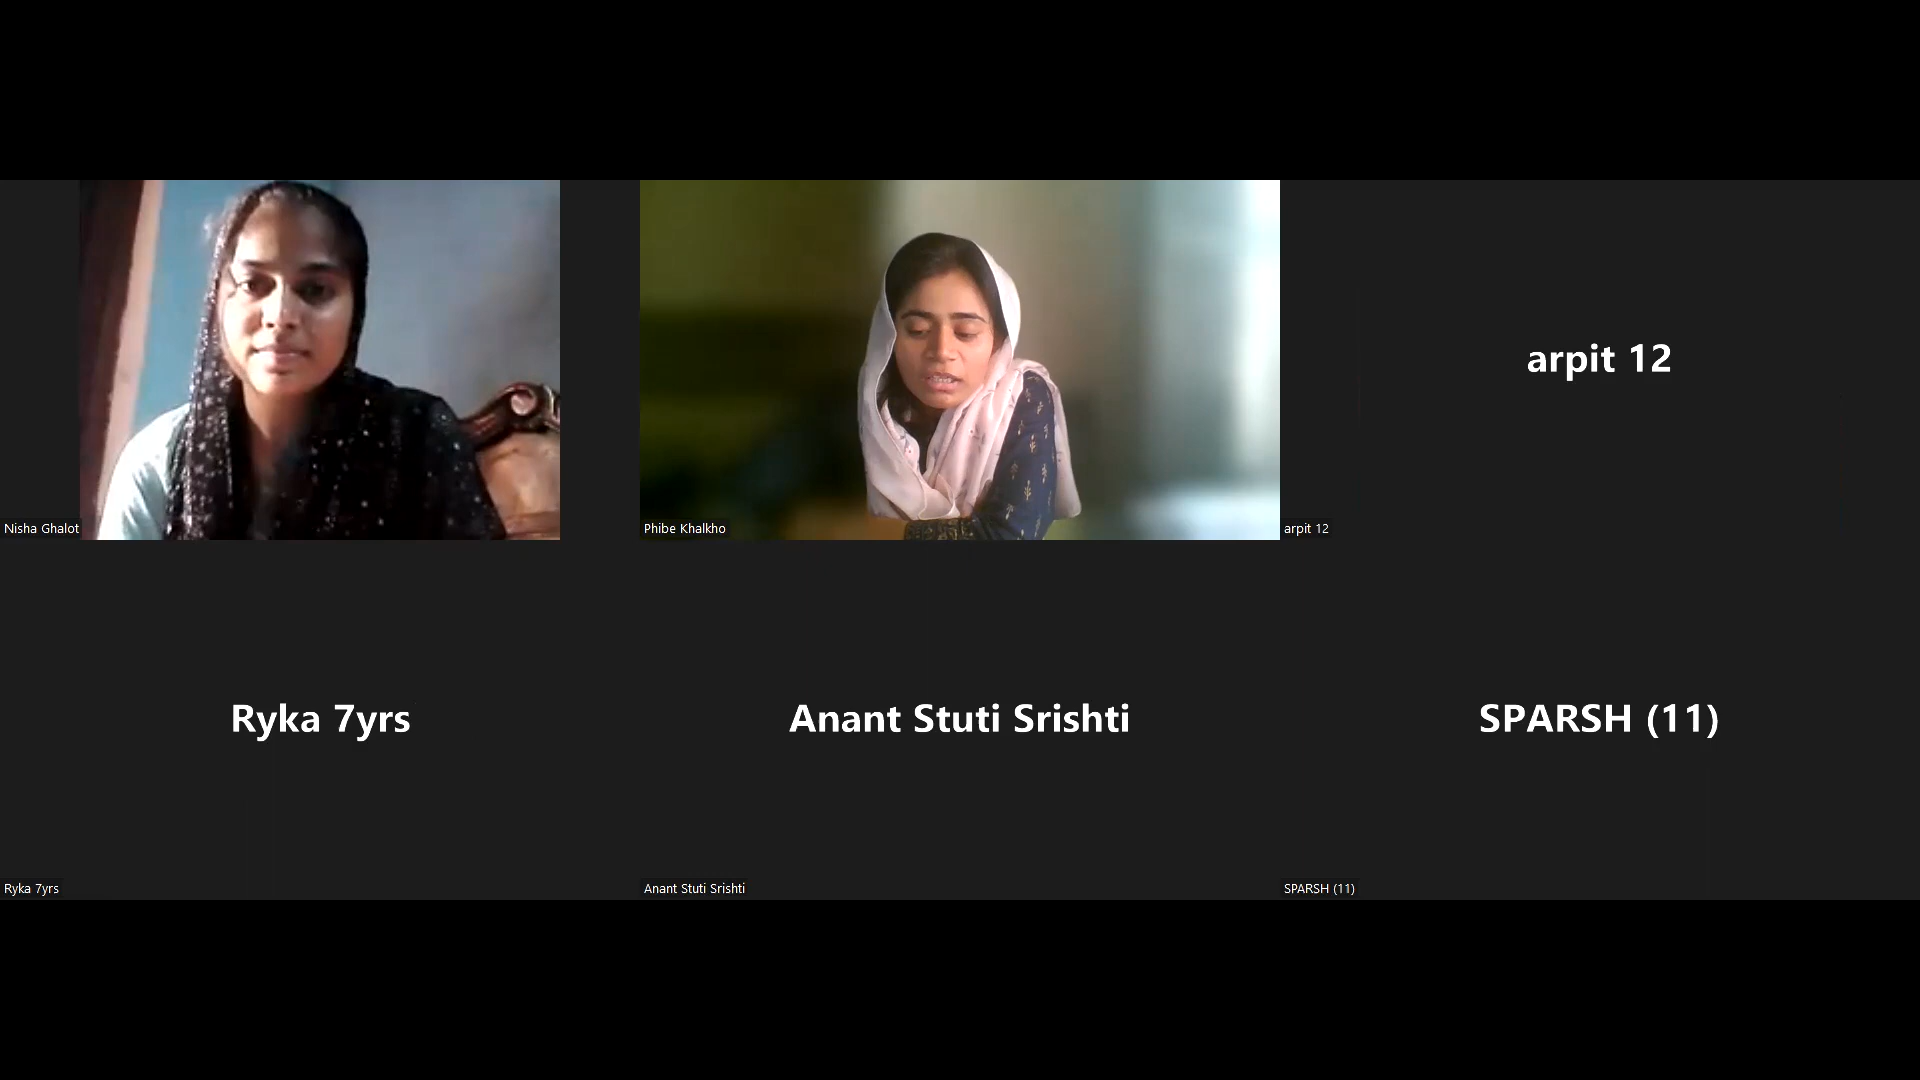 Nisha Ghalot
Phibe Khalkho
arpit 12
arpit 12
Ryka 7yrs
Anant Stuti Srishti
SPARSH (11)
Ryka 7yrs
Anant Stuti Srishti
SPARSH (11)